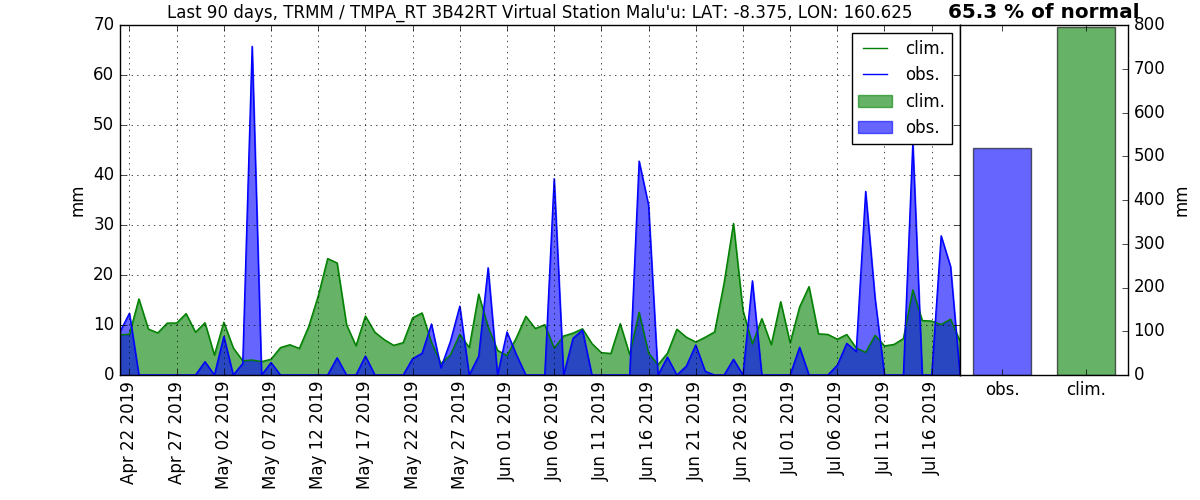 Last 90 days, TRMM / TMPA_RT 3B42RT Virtual Station Malu'u: LAT: -8.375, LON: 160.625
65.3 % of normal
70
60
50
40
30
20
10
0
mm
clim.
obs.
clim.
obs.
800
700
600
500
400
300
200
100
0
mm
obs.
clim.
Apr 22 2019
Apr 27 2019
May 02 2019
May 07 2019
May 12 2019
May 17 2019
May 22 2019
May 27 2019
Jun 01 2019
Jun 06 2019
Jun 11 2019
Jun 16 2019
Jun 21 2019
Jun 26 2019
Jul 01 2019
Jul 06 2019
Jul 11 2019
Jul 16 2019